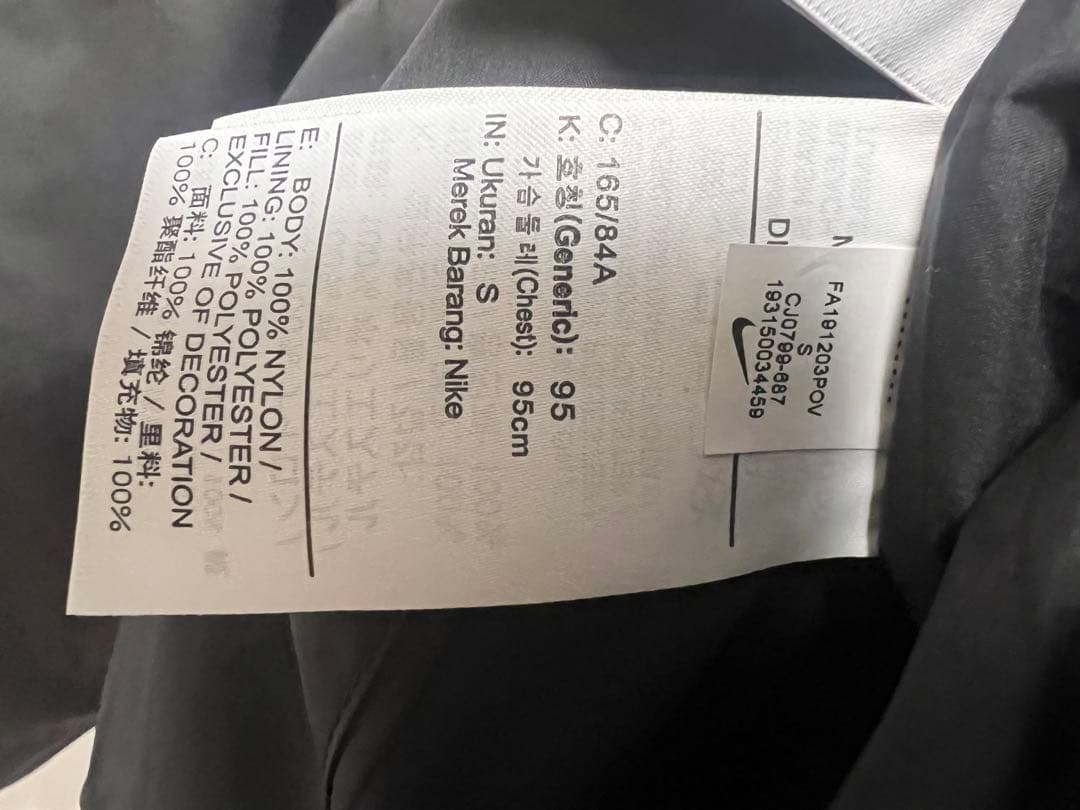 FA191203POV
S
CJ0799-687
193150034459
C: 165/84A
K: 호칭(Generic): 95
가슴둘레(Chest): 95cm
IN: Ukuran: S
Merek Barang: Nike
E: BODY: 100% NYLON /
LINING: 100% POLYESTER /
FILL: 100% POLYESTER /
EXCLUSIVE OF DECORATION
C: 面料: 100% 锦纶 / 里料:
100% 聚酯纤维 / 填充物: 100%